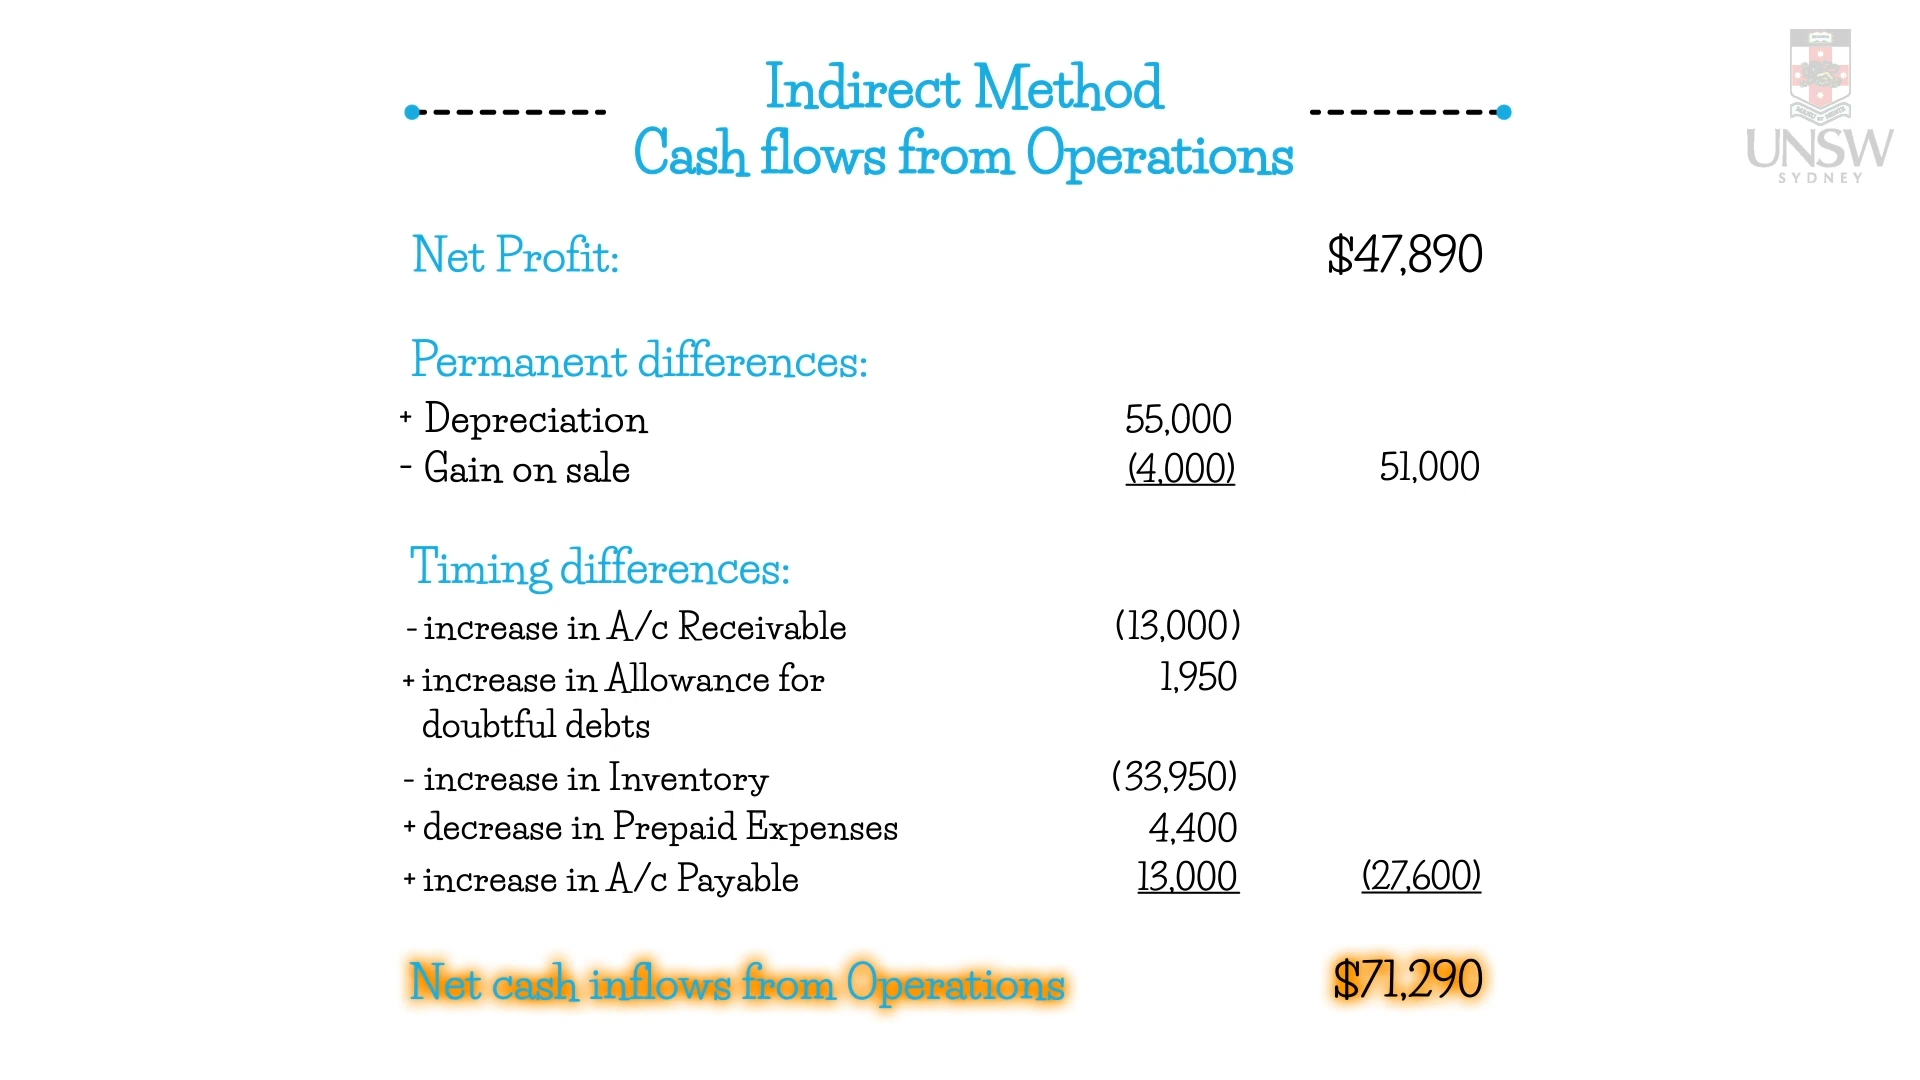 Indirect Method
Cash flows from Operations
UNSW
SYDNEY
Net Profit: $47,890
Permanent differences:
+ Depreciation 55,000
- Gain on sale (4,000) 51,000
Timing differences:
- increase in A/c Receivable (13,000)
+ increase in Allowance for 1,950
doubtful debts
- increase in Inventory (33,950)
+ decrease in Prepaid Expenses 4,400
+ increase in A/c Payable 13,000 (27,600)
Net cash inflows from Operations $71,290